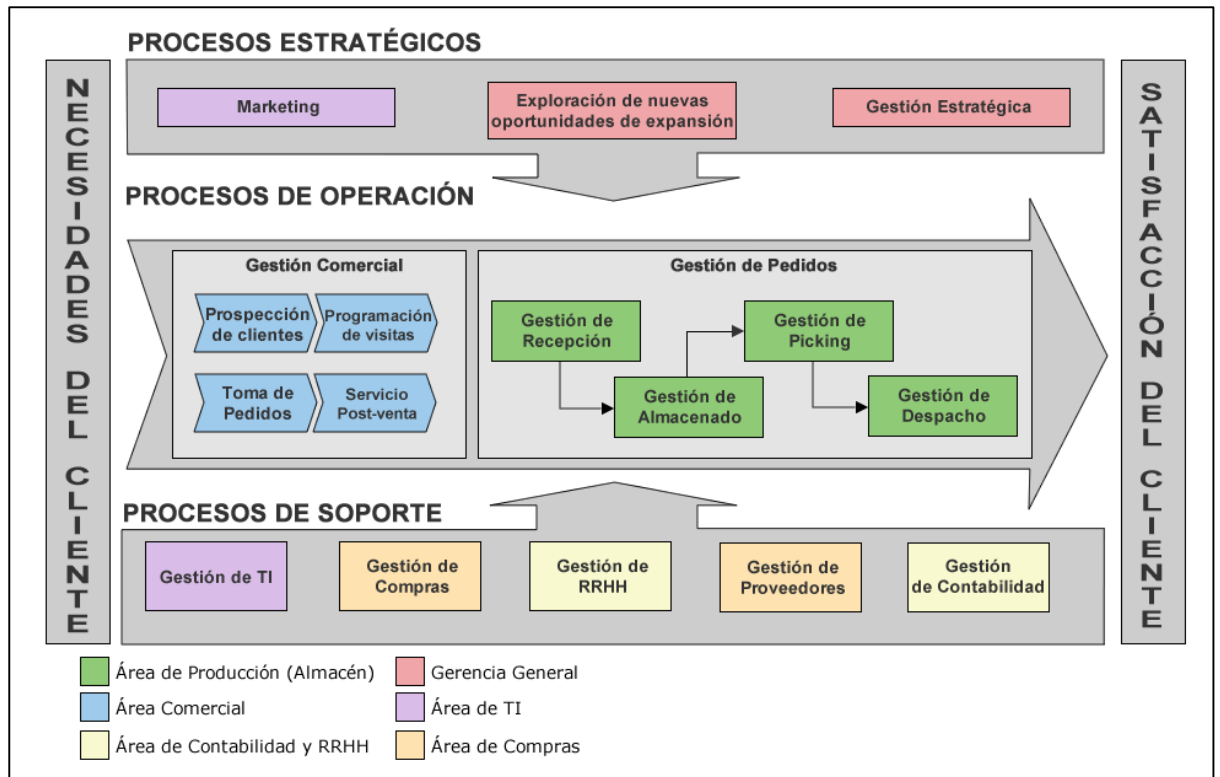 PROCESOS ESTRATÉGICOS
NECESIDADES DEL CLIENTE
Marketing
Exploración de nuevas
oportunidades de expansión
Gestión Estratégica
SATISFACCIÓN DEL CLIENTE
PROCESOS DE OPERACIÓN
Gestión Comercial
Prospección
de clientes
Programación
de visitas
Toma de
Pedidos
Servicio
Post-venta
Gestión de Pedidos
Gestión de
Recepción
Gestión de
Almacenado
Gestión de
Picking
Gestión de
Despacho
PROCESOS DE SOPORTE
Gestión de TI
Gestión de
Compras
Gestión de
RRHH
Gestión de
Proveedores
Gestión
de Contabilidad
Área de Producción (Almacén)
Gerencia General
Área Comercial
Área de TI
Área de Contabilidad y RRHH
Área de Compras